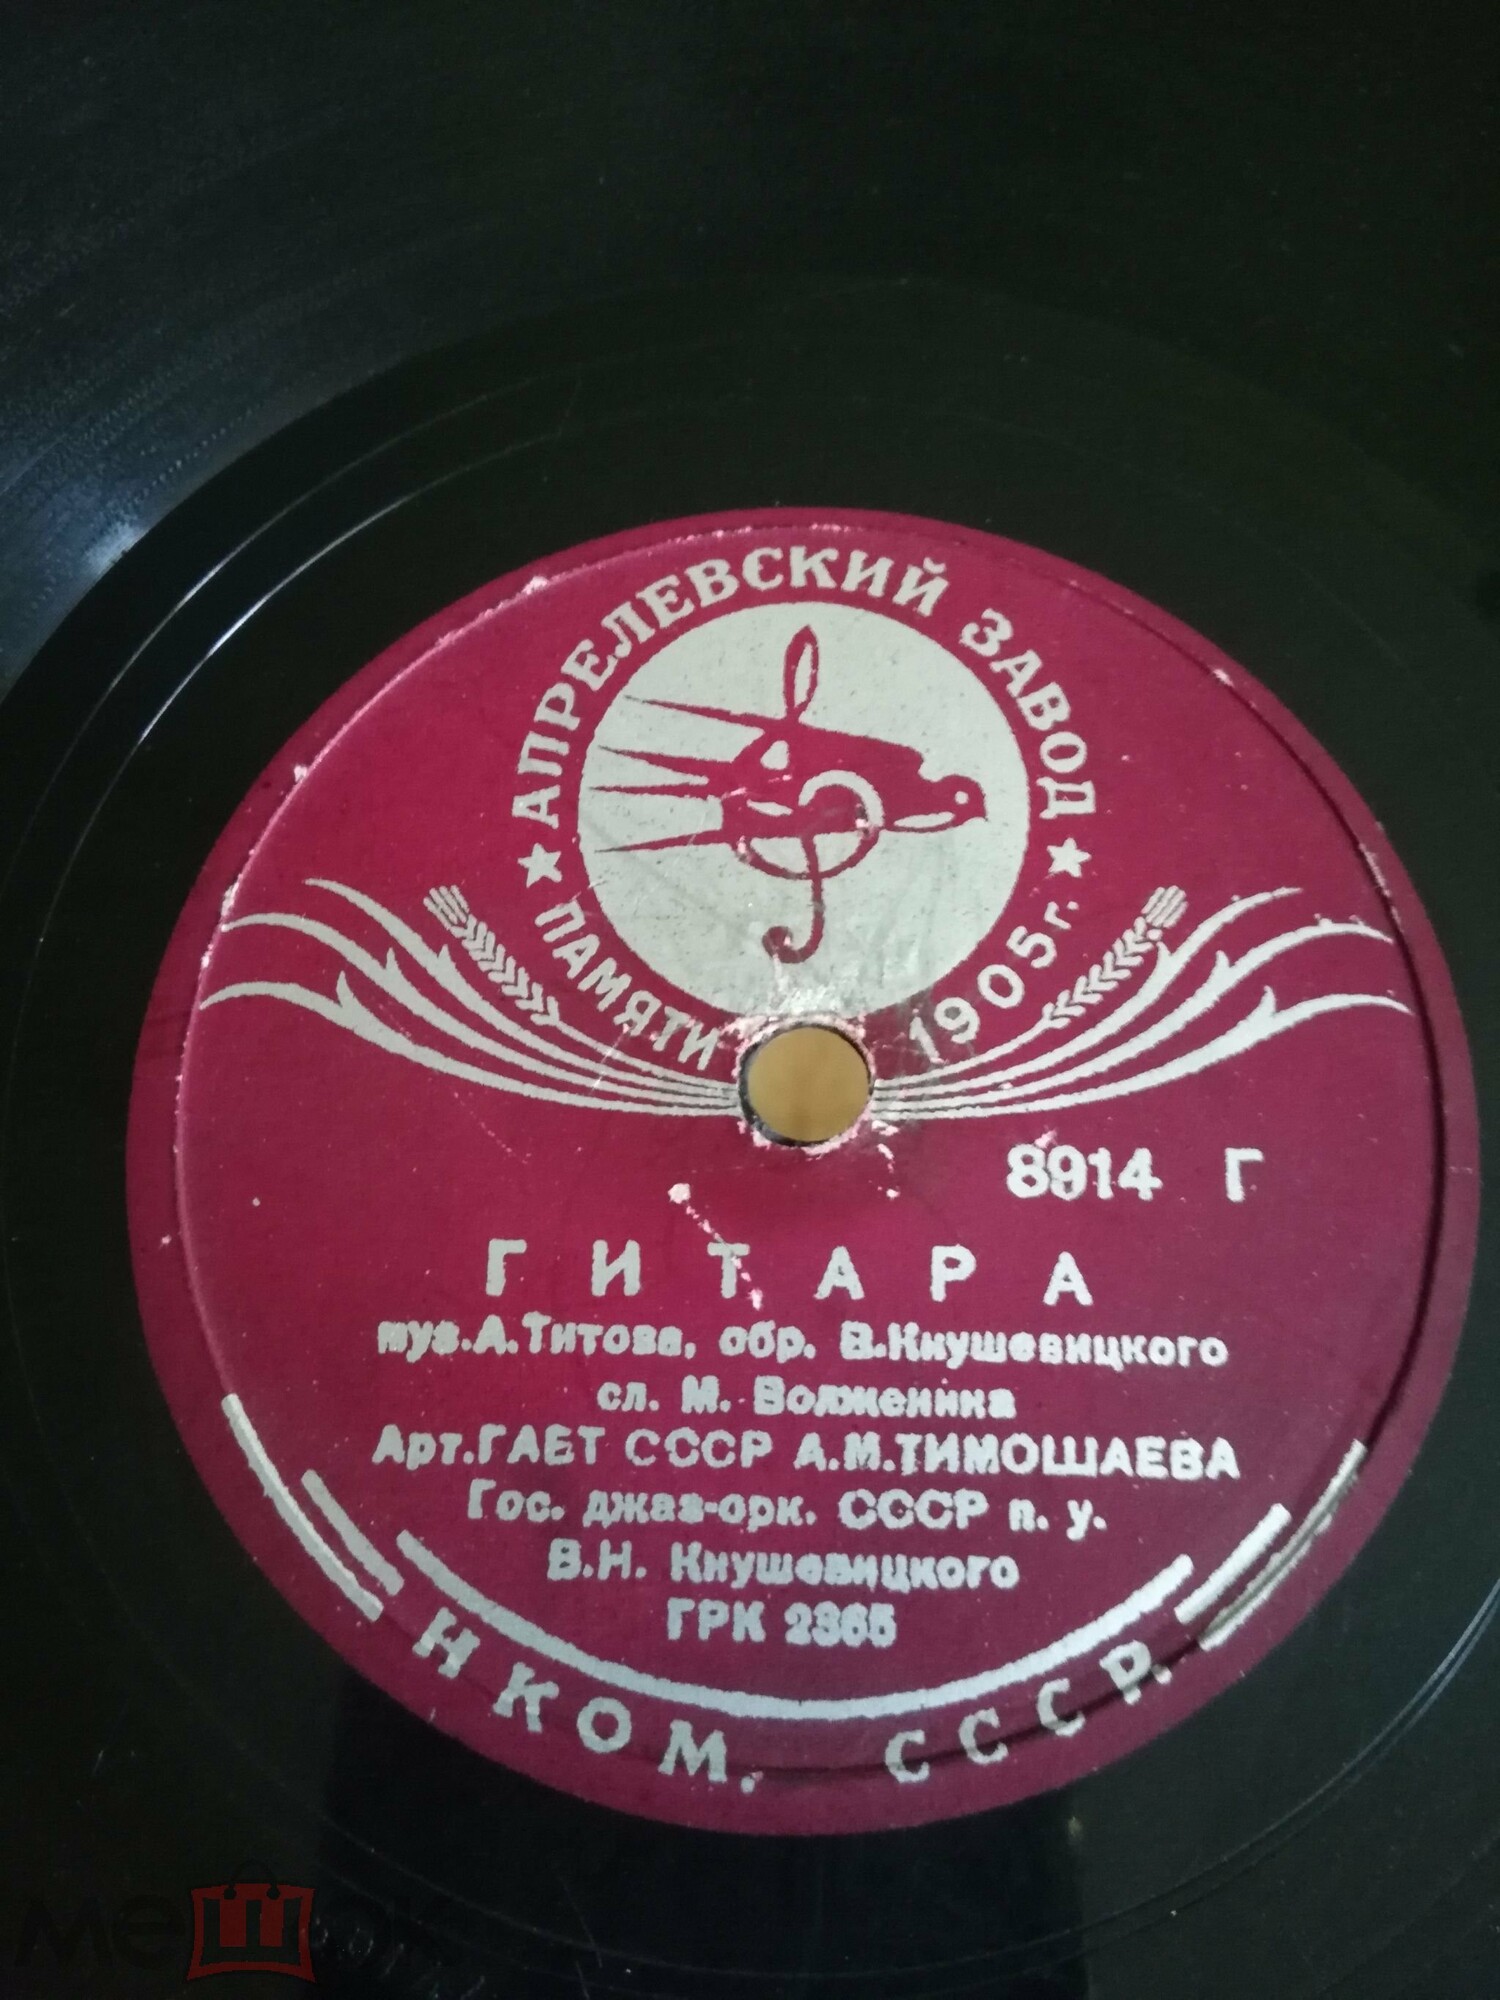 АПРЕЛЕВСКИЙ ЗАВОД
ПАМЯТИ 1905 г.
8914 Г
ГИТАРА
муз.А.Титова, обр. В.Кнушевицкого
сл. М. Волженина
Арт.ГАБТ СССР А.М.ТИМОШАЕВА
Гос. джаз-орк. СССР п. у.
В.Н. Кнушевицкого
ГРК 2365
НКОМ. СССР.
мешок